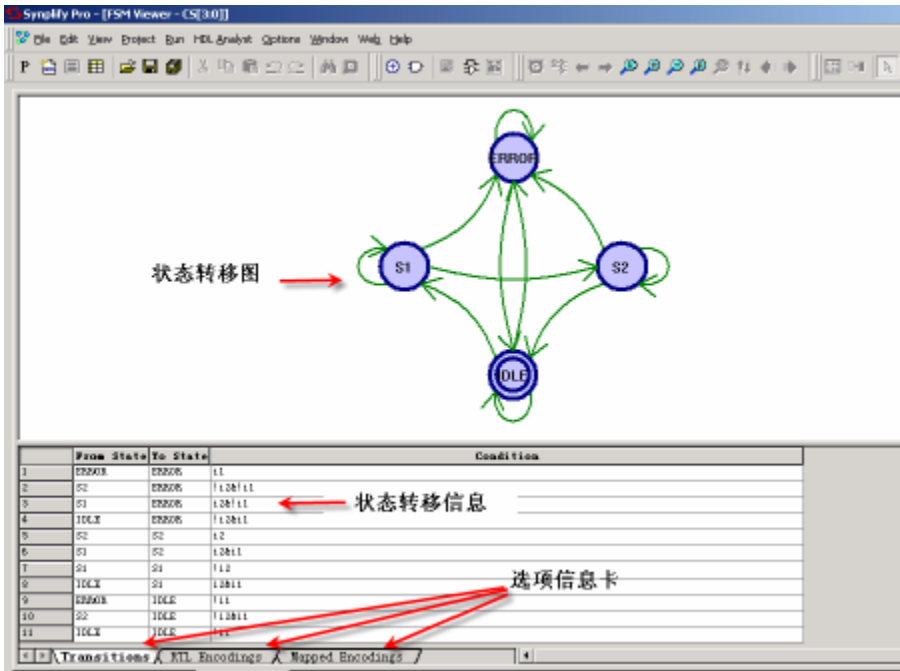 Synplify Pro - [FSM Viewer - CS[3:0]]
File Edit View Project Run HDL Analyst Options Window Web Help
P
ERROR
S1
S2
IDLE
状态转移图
From State To State Condition
1 ERROR ERROR i1
2 S2 ERROR !i2&!i1
3 S1 ERROR i2&!i1
4 IDLE ERROR !i2&i1
5 S2 S2 i2
6 S1 S2 i2&i1
7 S1 S1 !i2
8 IDLE S1 i2&i1
9 ERROR IDLE !i1
10 S2 IDLE !i2&i1
11 IDLE IDLE !i1
状态转移信息
选项信息卡
Transitions RTL Encodings Mapped Encodings